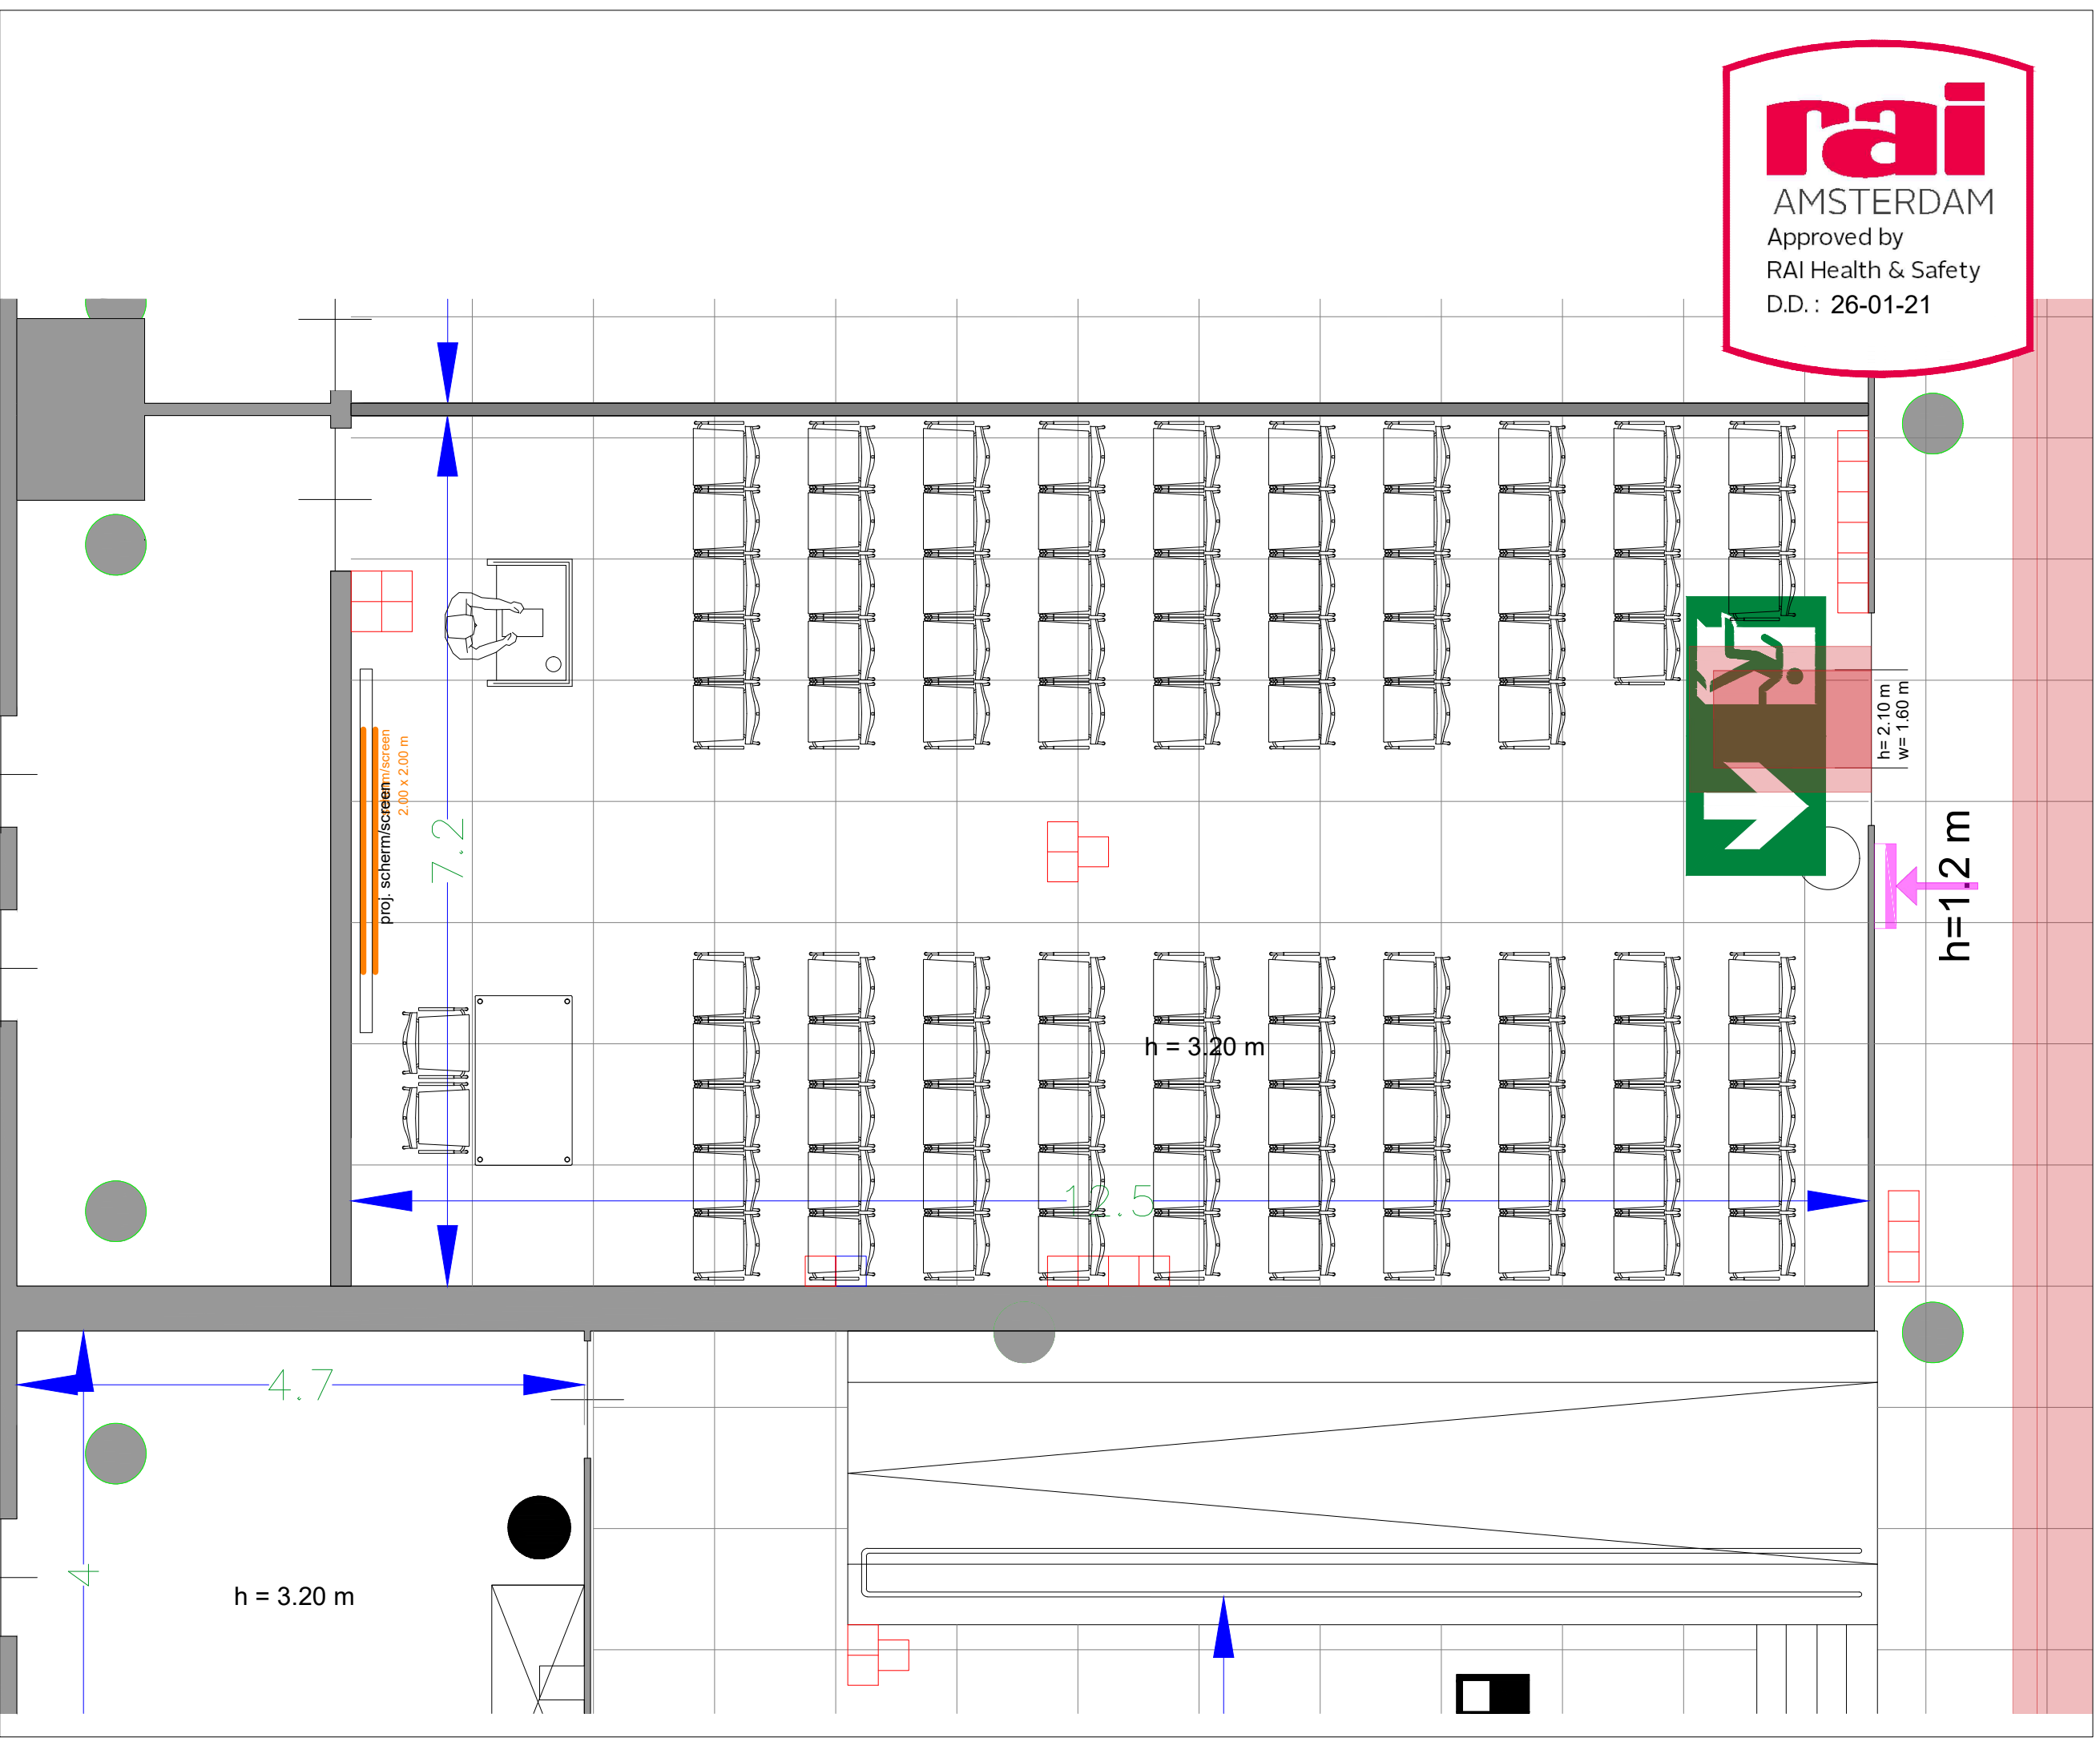 rai
AMSTERDAM
Approved by
RAI Health & Safety
D.D. : 26-01-21
h= 2.10 m
w= 1.60 m
proj. scherm/screen
2.00 x 2.00 m
7.2
h=1.2 m
h = 3.20 m
12.5
4.7
4
h = 3.20 m